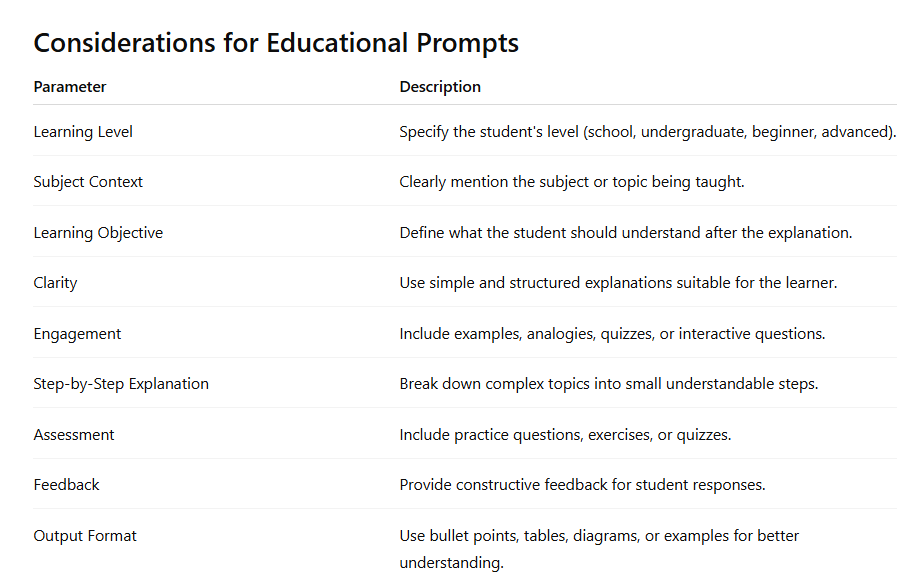 Considerations for Educational Prompts
Parameter Description
Learning Level Specify the student's level (school, undergraduate, beginner, advanced).
Subject Context Clearly mention the subject or topic being taught.
Learning Objective Define what the student should understand after the explanation.
Clarity Use simple and structured explanations suitable for the learner.
Engagement Include examples, analogies, quizzes, or interactive questions.
Step-by-Step Explanation Break down complex topics into small understandable steps.
Assessment Include practice questions, exercises, or quizzes.
Feedback Provide constructive feedback for student responses.
Output Format Use bullet points, tables, diagrams, or examples for better
understanding.